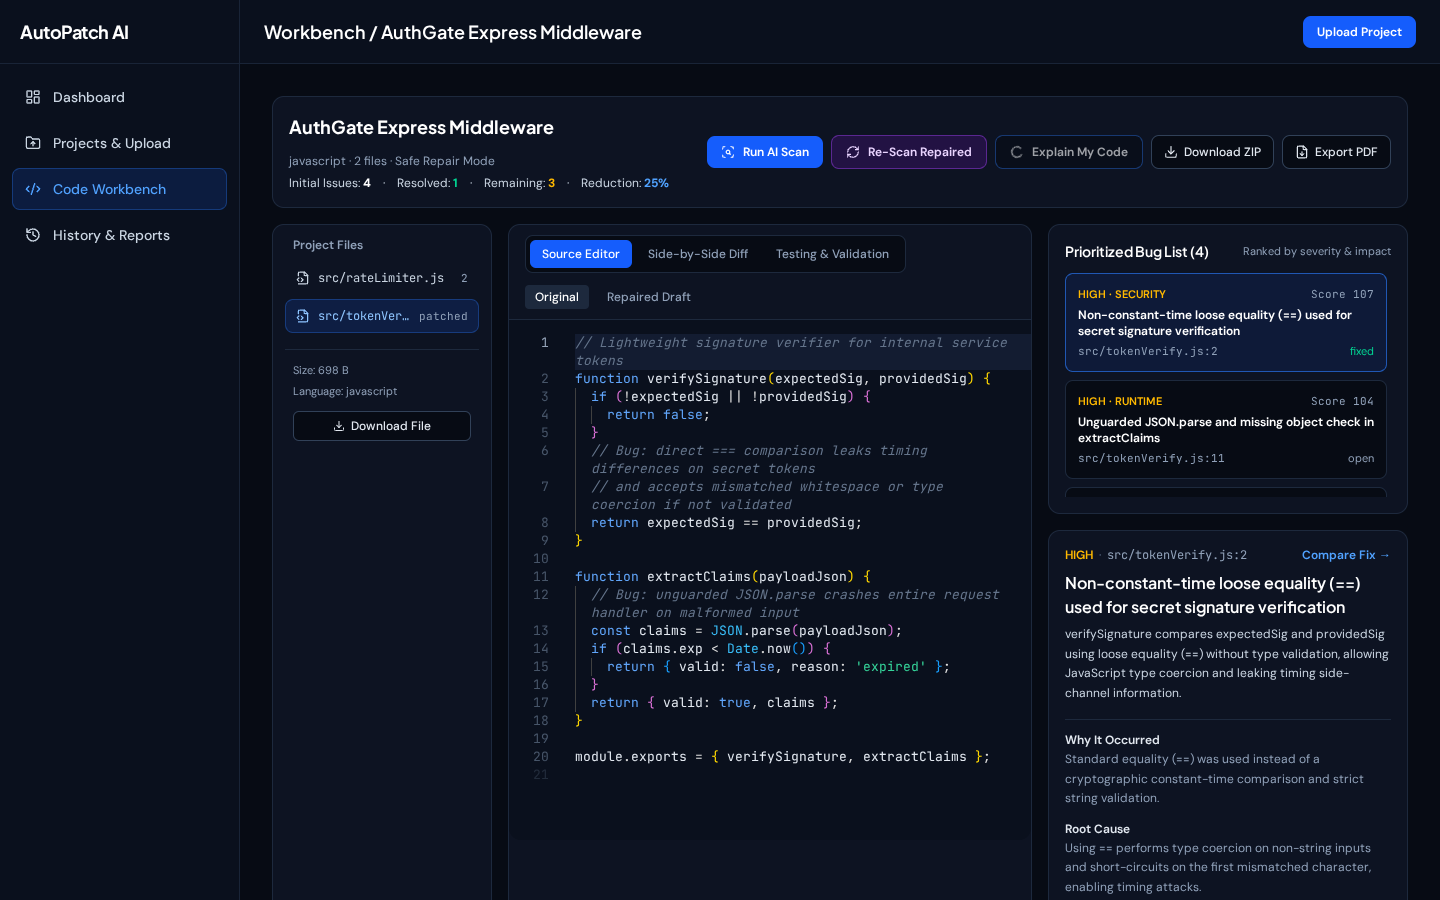 AutoPatch AI
Workbench / AuthGate Express Middleware
Upload Project
Dashboard
Projects & Upload
Code Workbench
History & Reports
AuthGate Express Middleware
javascript · 2 files · Safe Repair Mode
Initial Issues: 4 · Resolved: 1 · Remaining: 3 · Reduction: 25%
Run AI Scan
Re-Scan Repaired
Explain My Code
Download ZIP
Export PDF
Project Files
src/rateLimiter.js 2
src/tokenVer… patched
Size: 698 B
Language: javascript
Download File
Source Editor
Side-by-Side Diff
Testing & Validation
Original
Repaired Draft
1 // Lightweight signature verifier for internal service
tokens
2 function verifySignature(expectedSig, providedSig) {
3 if (!expectedSig || !providedSig) {
4 return false;
5 }
6 // Bug: direct === comparison leaks timing
differences on secret tokens
7 // and accepts mismatched whitespace or type
coercion if not validated
8 return expectedSig == providedSig;
9 }
10
11 function extractClaims(payloadJson) {
12 // Bug: unguarded JSON.parse crashes entire request
handler on malformed input
13 const claims = JSON.parse(payloadJson);
14 if (claims.exp < Date.now()) {
15 return { valid: false, reason: 'expired' };
16 }
17 return { valid: true, claims };
18 }
19
20 module.exports = { verifySignature, extractClaims };
21
Prioritized Bug List (4)
Ranked by severity & impact
HIGH · SECURITY
Score 107
Non-constant-time loose equality (==) used for
secret signature verification
src/tokenVerify.js:2
fixed
HIGH · RUNTIME
Score 104
Unguarded JSON.parse and missing object check in
extractClaims
src/tokenVerify.js:11
open
HIGH · src/tokenVerify.js:2
Compare Fix →
Non-constant-time loose equality (==)
used for secret signature verification
verifySignature compares expectedSig and providedSig
using loose equality (==) without type validation, allowing
JavaScript type coercion and leaking timing side-
channel information.
Why It Occurred
Standard equality (==) was used instead of a
cryptographic constant-time comparison and strict
string validation.
Root Cause
Using == performs type coercion on non-string inputs
and short-circuits on the first mismatched character,
enabling timing attacks.